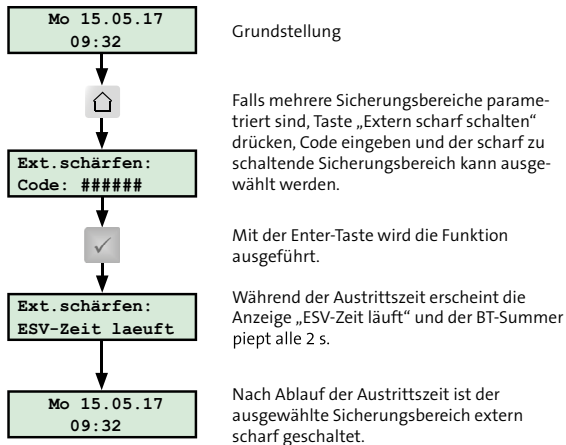 Mo 15.05.17
09:32
Grundstellung
Falls mehrere Sicherungsbereiche parame-
triert sind, Taste „Extern scharf schalten“
drücken, Code eingeben und der scharf zu
schaltende Sicherungsbereich kann ausge-
wählt werden.
Ext.schärfen:
Code: ######
Mit der Enter-Taste wird die Funktion
ausgeführt.
Ext.schärfen:
ESV-Zeit laeuft
Während der Austrittszeit erscheint die
Anzeige „ESV-Zeit läuft“ und der BT-Summer
piept alle 2 s.
Mo 15.05.17
09:32
Nach Ablauf der Austrittszeit ist der
ausgewählte Sicherungsbereich extern
scharf geschaltet.